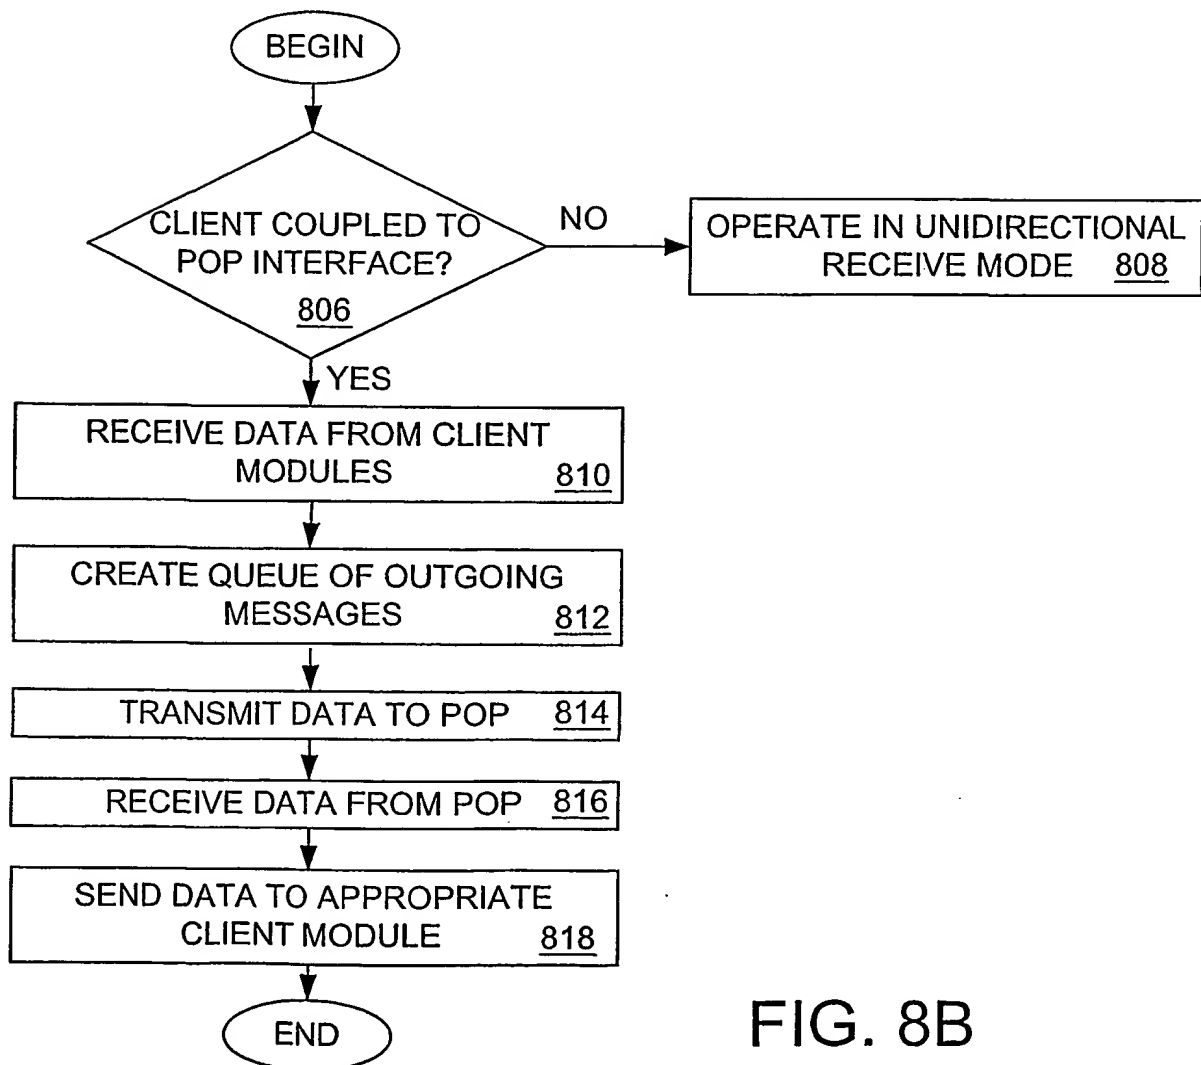 BEGIN
CLIENT COUPLED TO
POP INTERFACE?
806
NO
OPERATE IN UNIDIRECTIONAL
RECEIVE MODE 808
YES
RECEIVE DATA FROM CLIENT
MODULES 810
CREATE QUEUE OF OUTGOING
MESSAGES 812
TRANSMIT DATA TO POP 814
RECEIVE DATA FROM POP 816
SEND DATA TO APPROPRIATE
CLIENT MODULE 818
END
FIG. 8B